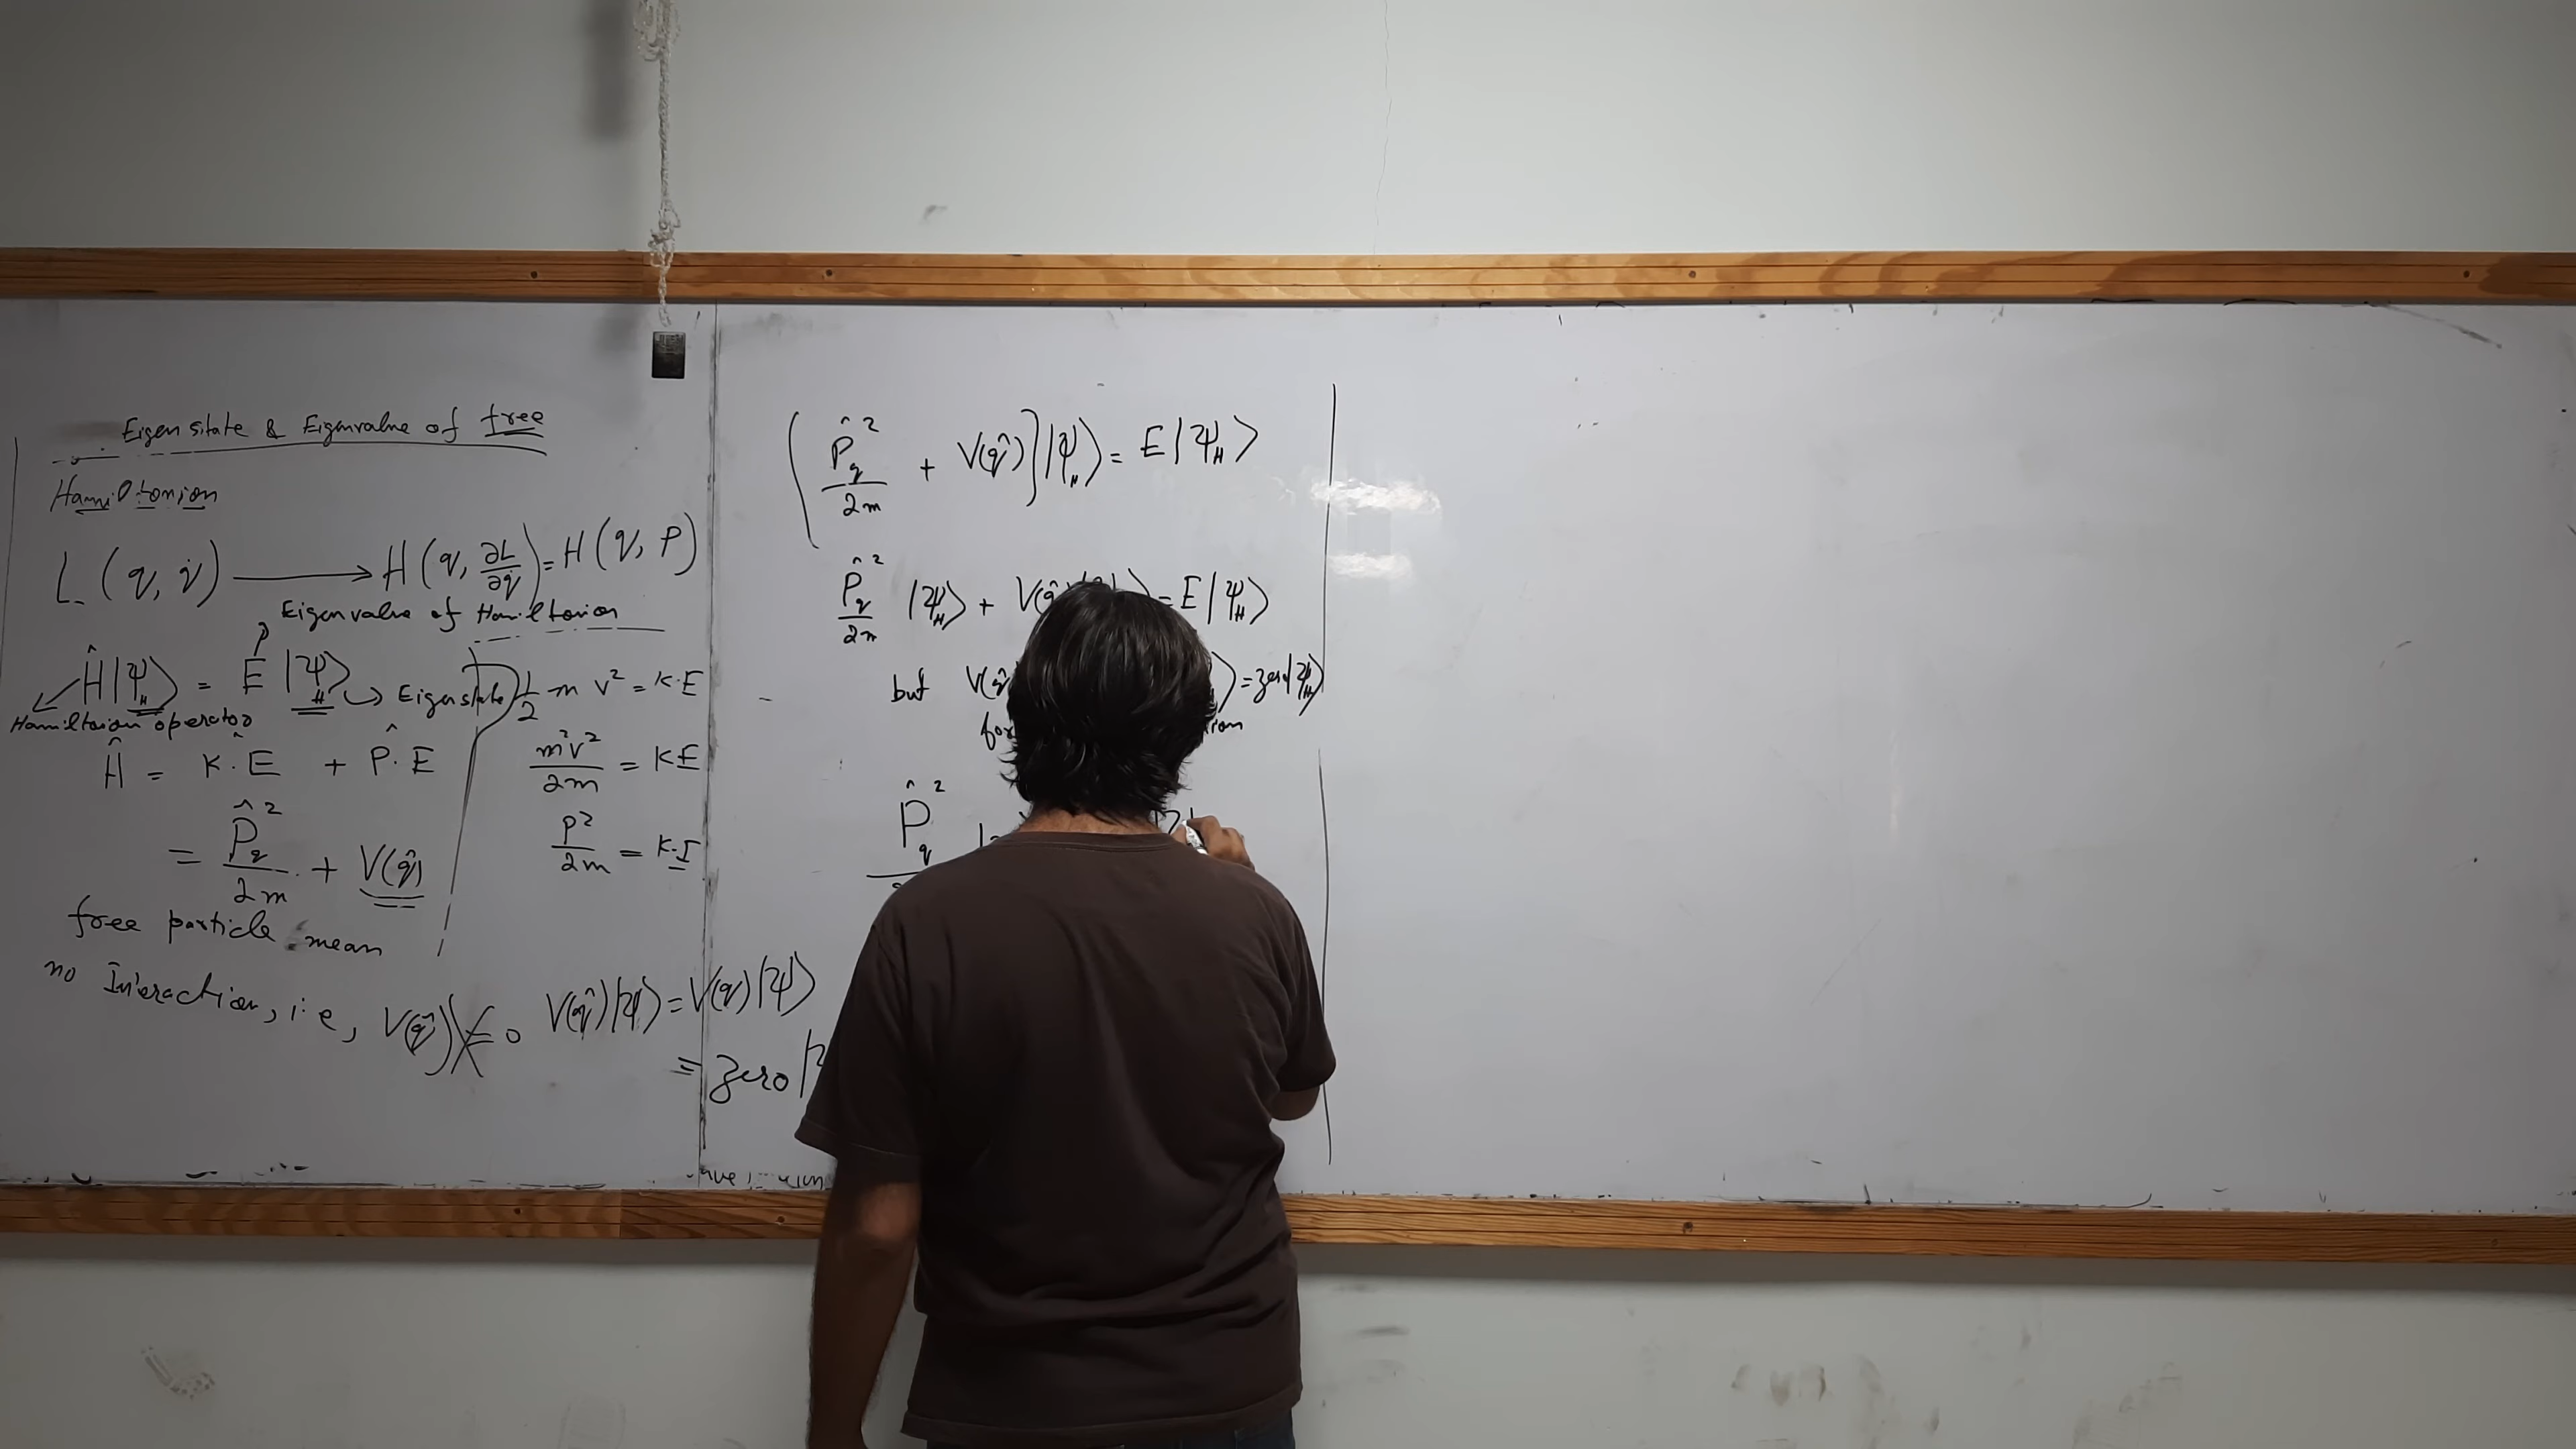 Eigen state & Eigenvalue of free
Hamiltonian
L (q, q̇) ⟶ H (q, ∂L/∂q̇) = H (q, P)
Eigenvalue of Hamiltonian
Ĥ |ψ_H⟩ = E |ψ_H⟩ → Eigenstate
Hamiltonian operator
Ĥ = K̂.E + P̂.E
= P̂_q² / 2m + V(q̂)
free particle mean
no Interaction, i.e, V(q̂) = 0 V(q̂)|ψ⟩ = V(q)|ψ⟩
= zero |
1/2 m v² = K.E
m²v² / 2m = KE
P² / 2m = K.E
( P̂_q² / 2m + V(q̂) ) |ψ_H⟩ = E |ψ_H⟩
P̂_q² / 2m |ψ_H⟩ + V(q̂) ⟩ = E |ψ_H⟩
but V(q̂ ⟩ = zero |ψ_H⟩
P̂_q²